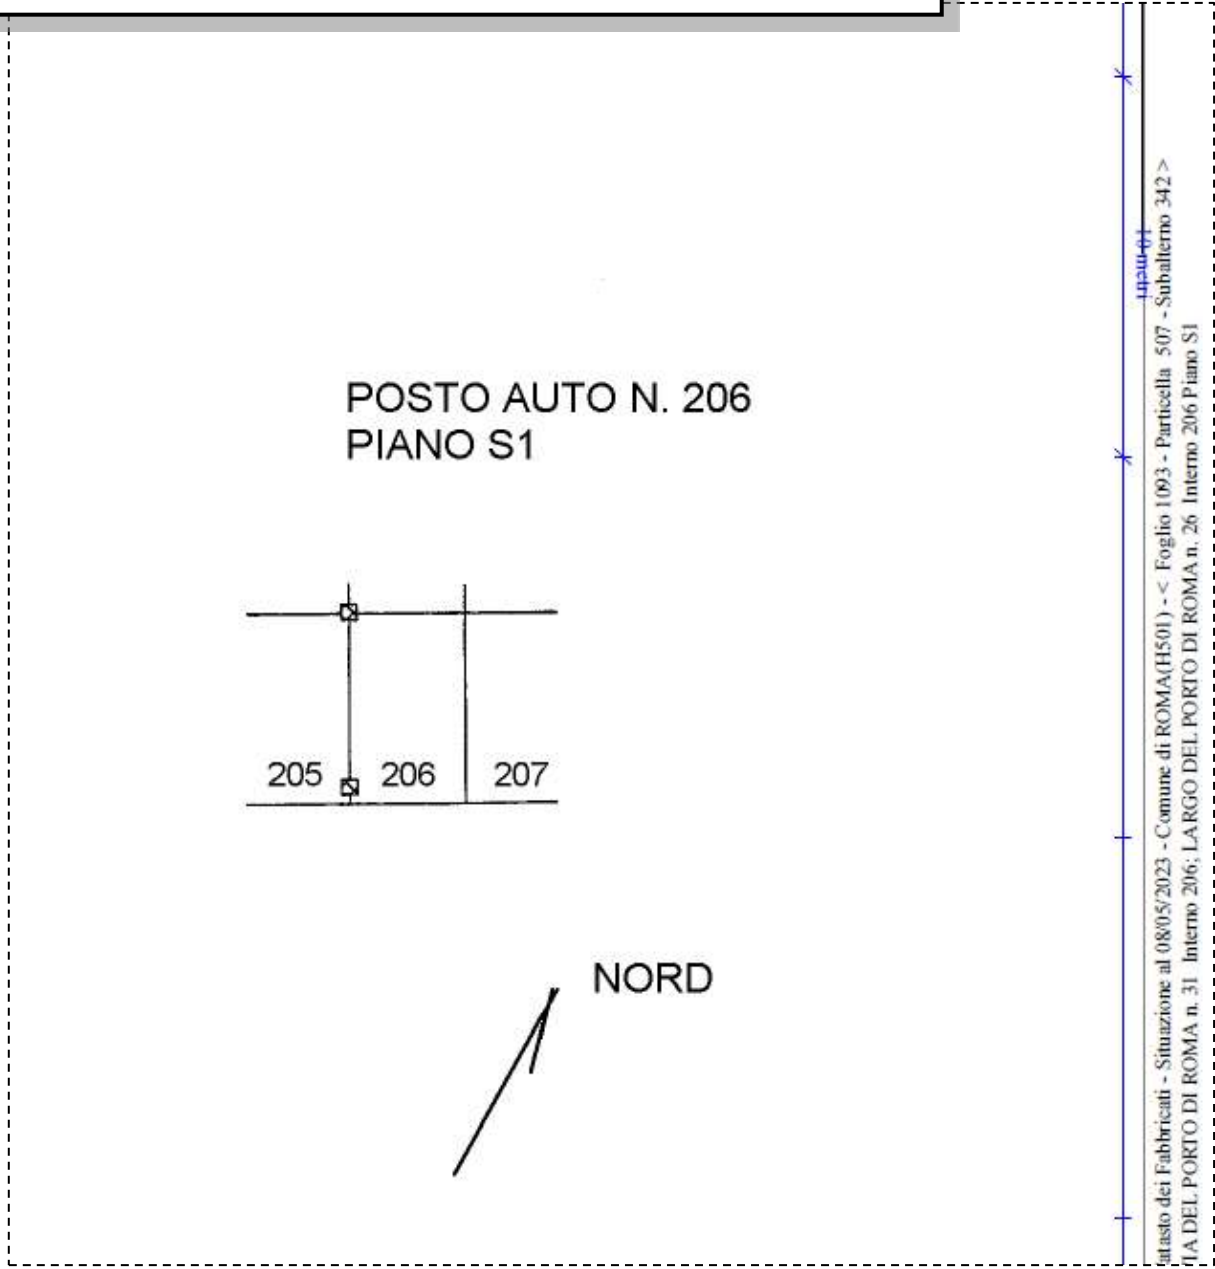 POSTO AUTO N. 206
PIANO S1
205 206 207
NORD
10 metri
atasto dei Fabbricati - Situazione al 08/05/2023 - Comune di ROMA(H501) - < Foglio 1093 - Particella 507 - Subalterno 342 >
IA DEL PORTO DI ROMA n. 31 Interno 206; LARGO DEL PORTO DI ROMA n. 26 Interno 206 Piano S1